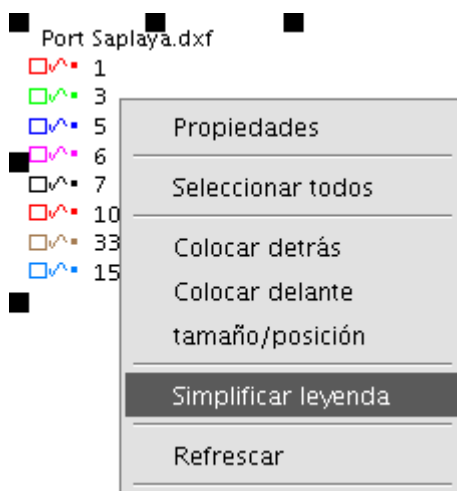 Port Saplaya.dxf
1
3
5
6
7
10
33
15
Propiedades
Seleccionar todos
Colocar detrás
Colocar delante
tamaño/posición
Simplificar leyenda
Refrescar